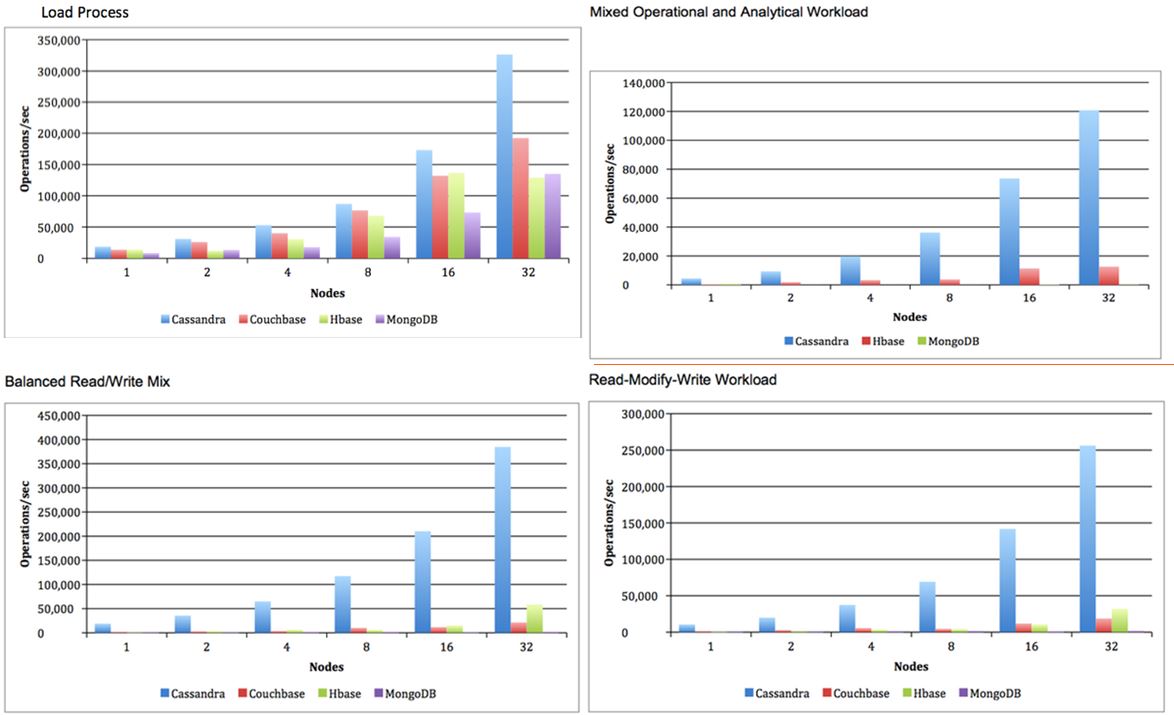 Load Process
350,000
300,000
250,000
200,000
150,000
100,000
50,000
0
Operations/sec
1 2 4 8 16 32
Nodes
Cassandra Couchbase Hbase MongoDB
Mixed Operational and Analytical Workload
140,000
120,000
100,000
80,000
60,000
40,000
20,000
0
Operations/sec
1 2 4 8 16 32
Nodes
Cassandra Hbase MongoDB
Balanced Read/Write Mix
450,000
400,000
350,000
300,000
250,000
200,000
150,000
100,000
50,000
0
Operations/sec
1 2 4 8 16 32
Nodes
Cassandra Couchbase Hbase MongoDB
Read-Modify-Write Workload
300,000
250,000
200,000
150,000
100,000
50,000
0
Operations/sec
1 2 4 8 16 32
Nodes
Cassandra Couchbase Hbase MongoDB